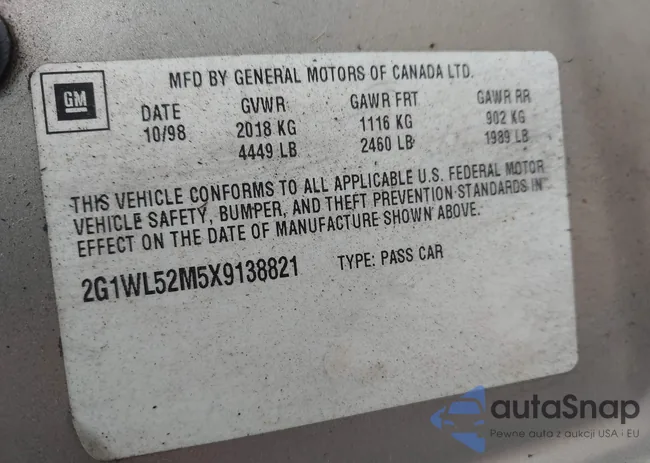 GM
MFD BY GENERAL MOTORS OF CANADA LTD.
DATE GVWR GAWR FRT GAWR RR
10/98 2018 KG 1116 KG 902 KG
4449 LB 2460 LB 1989 LB
THIS VEHICLE CONFORMS TO ALL APPLICABLE U.S. FEDERAL MOTOR
VEHICLE SAFETY, BUMPER, AND THEFT PREVENTION STANDARDS IN
EFFECT ON THE DATE OF MANUFACTURE SHOWN ABOVE.
2G1WL52M5X9138821 TYPE: PASS CAR
autaSnap
Pewne auto z aukcji USA · EU